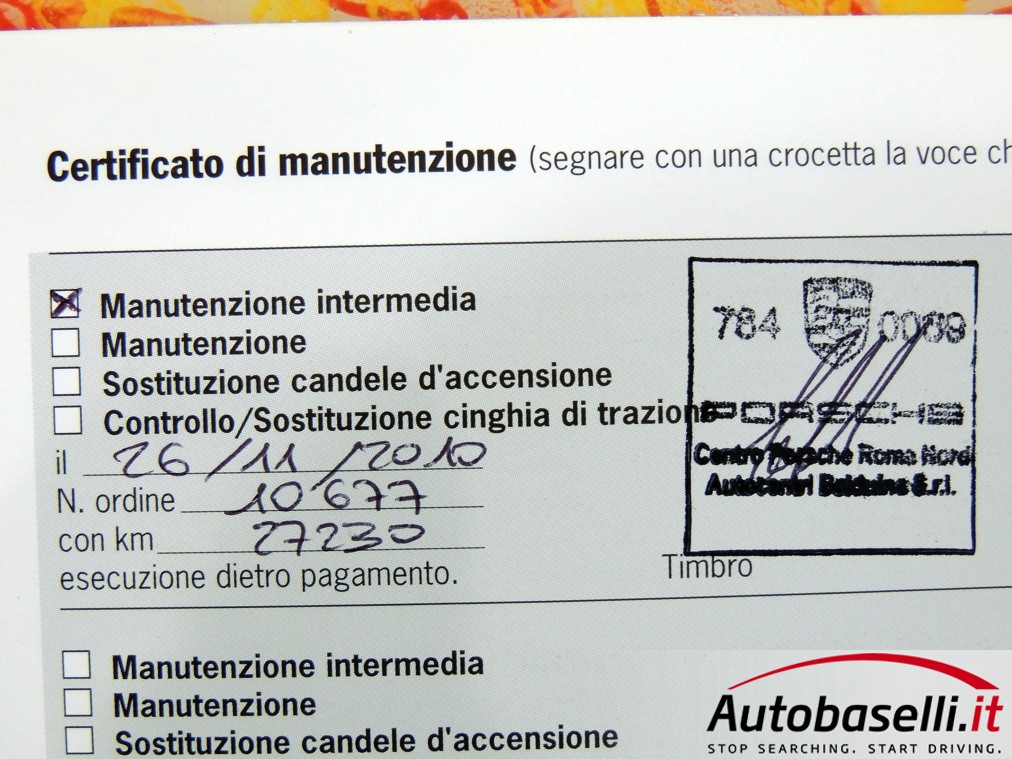 Certificato di manutenzione (segnare con una crocetta la voce ch
Manutenzione intermedia
Manutenzione
Sostituzione candele d'accensione
Controllo/Sostituzione cinghia di trazione
il 26/11/2010
N. ordine 10677
con km 27230
esecuzione dietro pagamento.
784 0069
PORSCHE
Centro Porsche Roma Nord
Autocentri Balduina S.r.l.
Timbro
Manutenzione intermedia
Manutenzione
Sostituzione candele d'accensione
Autobaselli.it
STOP SEARCHING. START DRIVING.